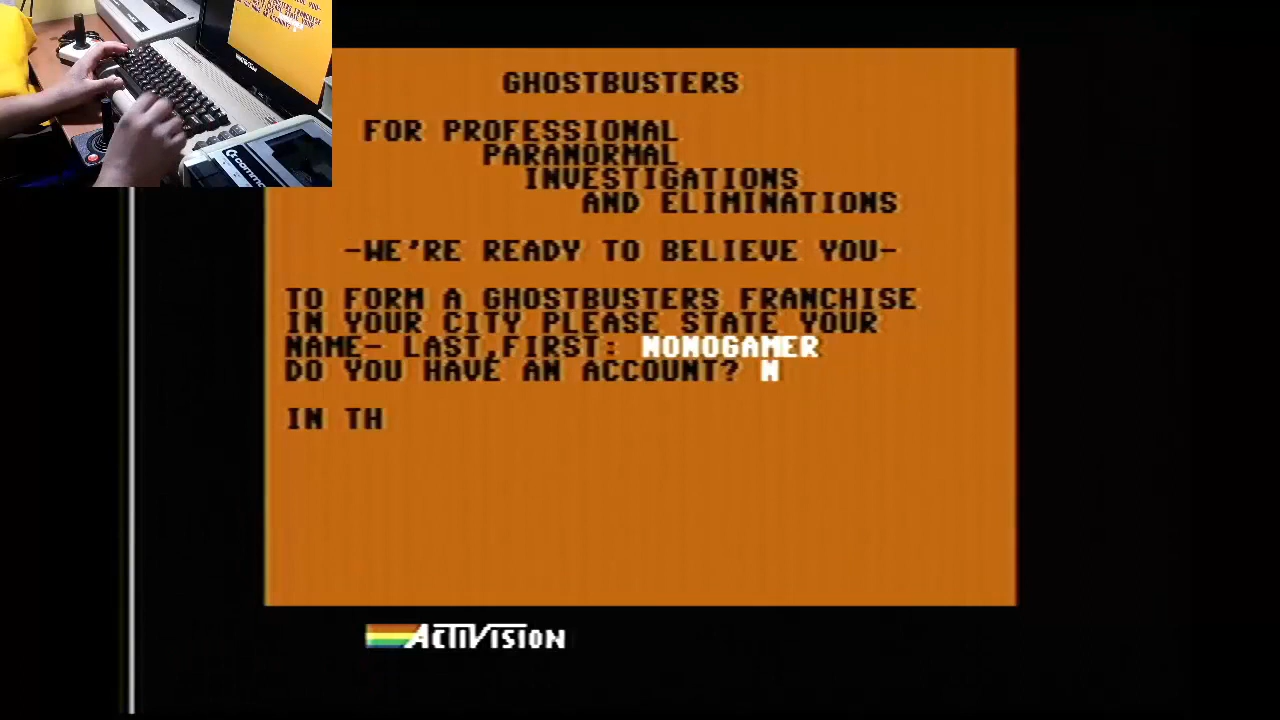 GHOSTBUSTERS
FOR PROFESSIONAL
PARANORMAL
INVESTIGATIONS
AND ELIMINATIONS
-WE'RE READY TO BELIEVE YOU-
TO FORM A GHOSTBUSTERS FRANCHISE
IN YOUR CITY PLEASE STATE YOUR
NAME- LAST,FIRST: NONOGAMER
DO YOU HAVE AN ACCOUNT? N
IN TH
ACTIVISION